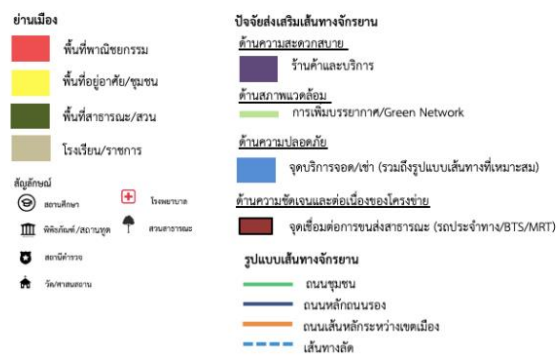 ย่านเมือง
พื้นที่พาณิชยกรรม
พื้นที่อยู่อาศัย/ชุมชน
พื้นที่สาธารณะ/สวน
โรงเรียน/ราชการ
สัญลักษณ์
สถานศึกษา
โรงพยาบาล
พิพิธภัณฑ์/สถานทูต
สวนสาธารณะ
สถานีตำรวจ
วัด/ศาสนสถาน
ปัจจัยส่งเสริมเส้นทางจักรยาน
ด้านความสะดวกสบาย
ร้านค้าและบริการ
ด้านสภาพแวดล้อม
การเพิ่มบรรยากาศ/Green Network
ด้านความปลอดภัย
จุดบริการจอด/เช่า (รวมถึงรูปแบบเส้นทางที่เหมาะสม)
ด้านความชัดเจนและต่อเนื่องของโครงข่าย
จุดเชื่อมต่อการขนส่งสาธารณะ (รถประจำทาง/BTS/MRT)
รูปแบบเส้นทางจักรยาน
ถนนชุมชน
ถนนหลักถนนรอง
ถนนเส้นหลักระหว่างเขตเมือง
เส้นทางลัด